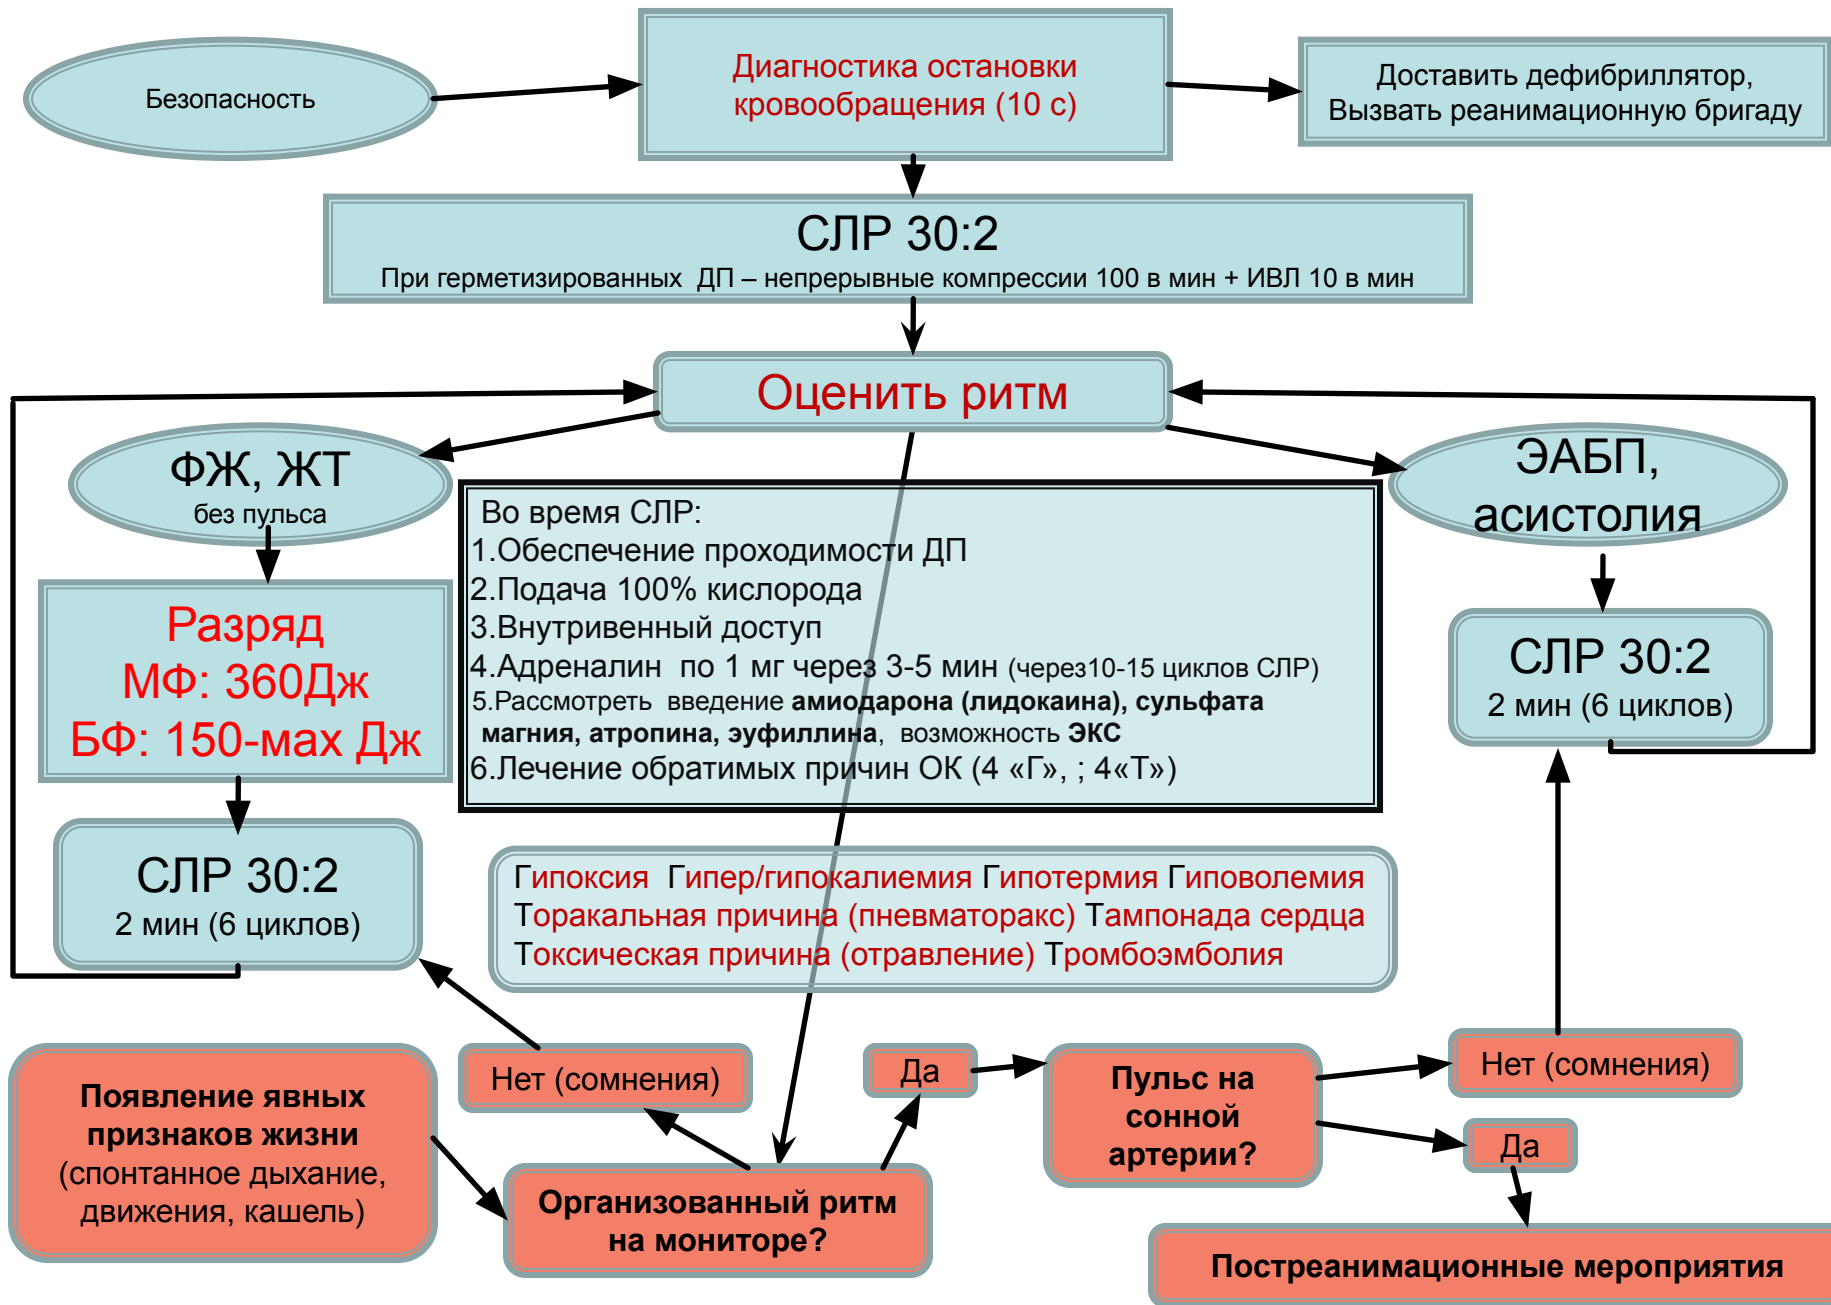 Безопасность
Диагностика остановки
кровообращения (10 с)
Доставить дефибриллятор,
Вызвать реанимационную бригаду
СЛР 30:2
При герметизированных ДП – непрерывные компрессии 100 в мин + ИВЛ 10 в мин
Оценить ритм
ФЖ, ЖТ
без пульса
ЭАБП,
асистолия
Разряд
МФ: 360Дж
БФ: 150-мах Дж
Во время СЛР:
1.Обеспечение проходимости ДП
2.Подача 100% кислорода
3.Внутривенный доступ
4.Адреналин по 1 мг через 3-5 мин (через10-15 циклов СЛР)
5.Рассмотреть введение амиодарона (лидокаина), сульфата
магния, атропина, эуфиллина, возможность ЭКС
6.Лечение обратимых причин ОК (4 «Г», ; 4«Т»)
СЛР 30:2
2 мин (6 циклов)
СЛР 30:2
2 мин (6 циклов)
Гипоксия Гипер/гипокалиемия Гипотермия Гиповолемия
Торакальная причина (пневматоракс) Тампонада сердца
Токсическая причина (отравление) Тромбоэмболия
Появление явных
признаков жизни
(спонтанное дыхание,
движения, кашель)
Нет (сомнения)
Да
Пульс на
сонной
артерии?
Нет (сомнения)
Да
Организованный ритм
на мониторе?
Постреанимационные мероприятия